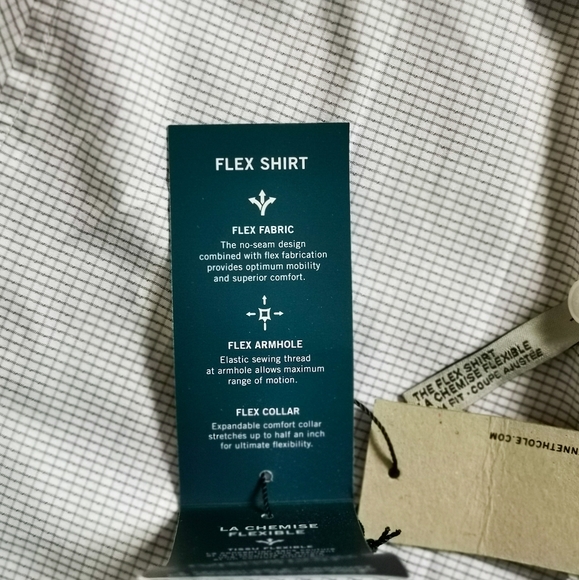 FLEX SHIRT
FLEX FABRIC
The no-seam design
combined with flex fabrication
provides optimum mobility
and superior comfort.
FLEX ARMHOLE
Elastic sewing thread
at armhole allows maximum
range of motion.
FLEX COLLAR
Expandable comfort collar
stretches up to half an inch
for ultimate flexibility.
LA CHEMISE
FLEXIBLE
TISSU FLEXIBLE
THE FLEX SHIRT
LA CHEMISE FLEXIBLE
FIT · COUPE AJUSTÉE
NNETHCOLE.COM